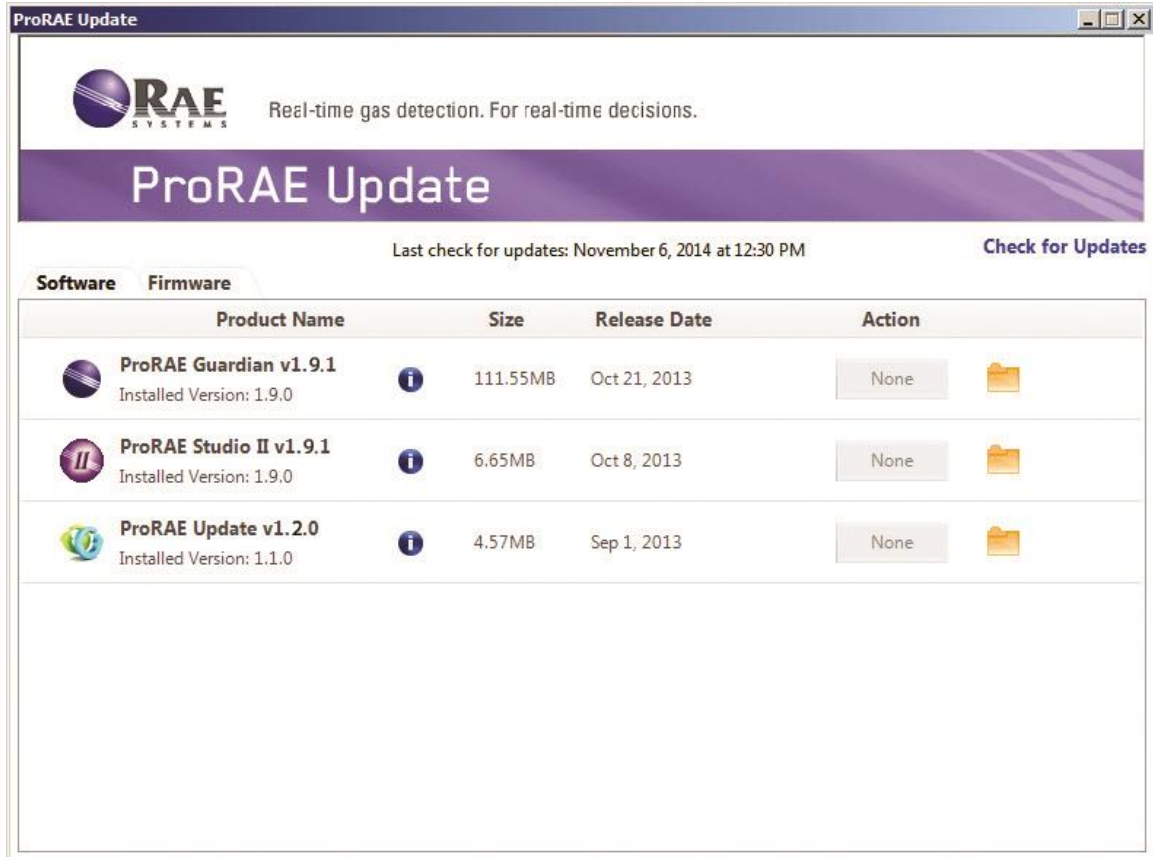 ProRAE Update
RAE
SYSTEMS
Real-time gas detection. For real-time decisions.
ProRAE Update
Last check for updates: November 6, 2014 at 12:30 PM
Check for Updates
Software Firmware
Product Name Size Release Date Action
ProRAE Guardian v1.9.1
Installed Version: 1.9.0
i 111.55MB Oct 21, 2013 None
ProRAE Studio II v1.9.1
Installed Version: 1.9.0
II i 6.65MB Oct 8, 2013 None
ProRAE Update v1.2.0
Installed Version: 1.1.0
i 4.57MB Sep 1, 2013 None